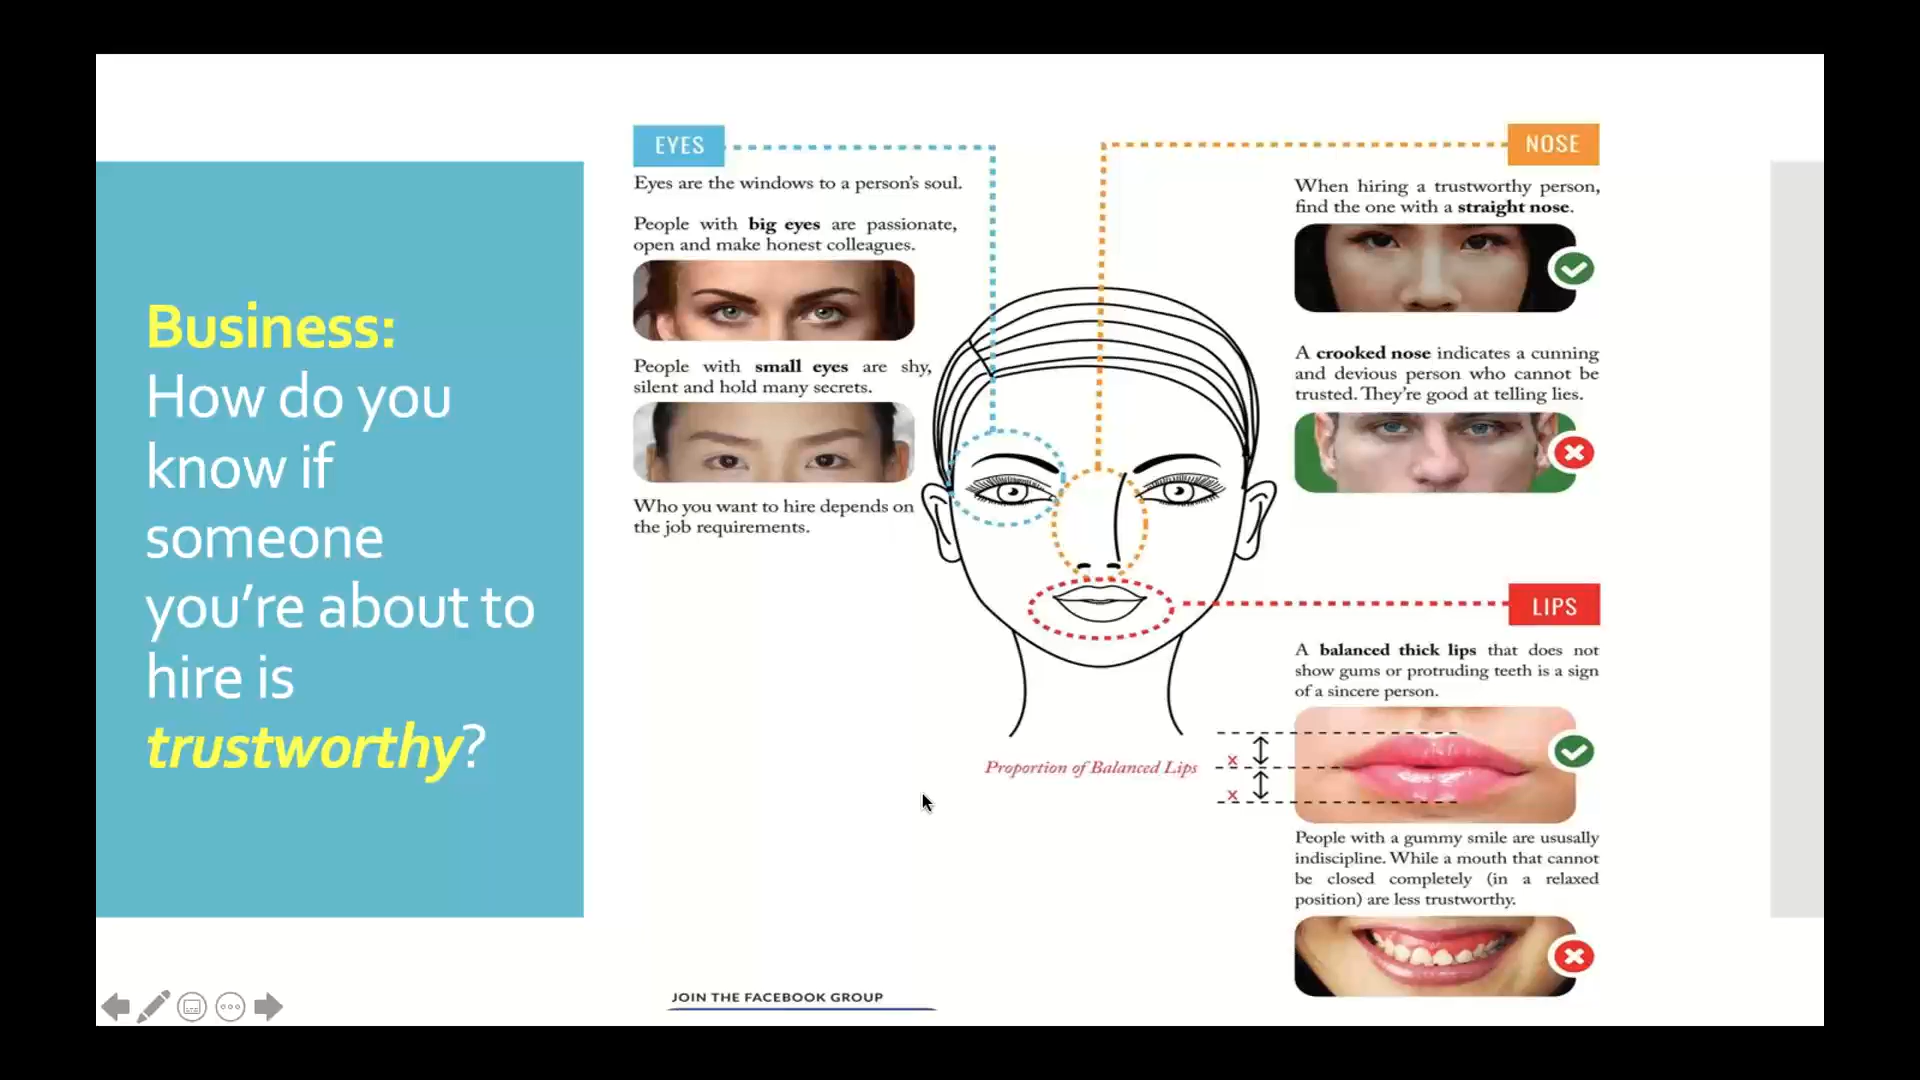 Business:
How do you
know if
someone
you're about to
hire is
trustworthy?
EYES
Eyes are the windows to a person's soul.
People with big eyes are passionate,
open and make honest colleagues.
People with small eyes are shy,
silent and hold many secrets.
Who you want to hire depends on
the job requirements.
NOSE
When hiring a trustworthy person,
find the one with a straight nose.
A crooked nose indicates a cunning
and devious person who cannot be
trusted. They're good at telling lies.
LIPS
A balanced thick lips that does not
show gums or protruding teeth is a sign
of a sincere person.
Proportion of Balanced Lips
x
x
People with a gummy smile are ususally
indiscipline. While a mouth that cannot
be closed completely (in a relaxed
position) are less trustworthy.
JOIN THE FACEBOOK GROUP